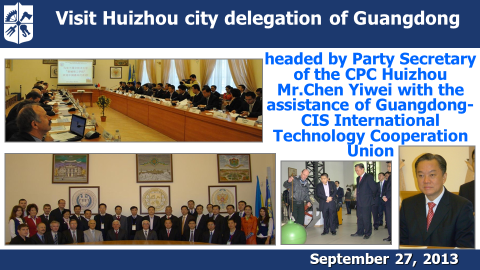 Visit Huizhou city delegation of Guangdong
headed by Party Secretary
of the CPC Huizhou
Mr.Chen Yiwei with the
assistance of Guangdong-
CIS International
Technology Cooperation
Union
September 27, 2013